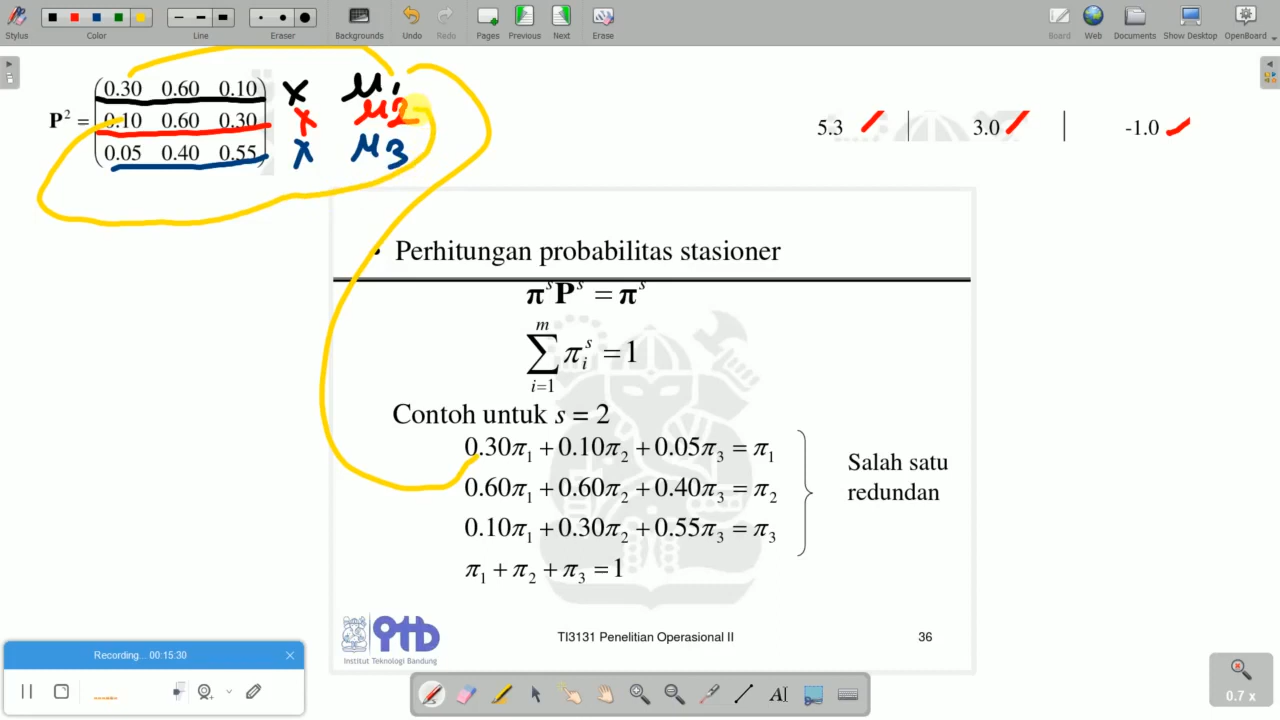 Stylus
Color
Line
Eraser
Backgrounds
Undo
Redo
Pages
Previous
Next
Erase
Board
Web
Documents
Show Desktop
OpenBoard
P² =
(0.30 0.60 0.10) x μ1
0.10 0.60 0.30 x μ2
(0.05 0.40 0.55) x μ3
5.3 | 3.0 | -1.0
• Perhitungan probabilitas stasioner
πˢPˢ = πˢ
m
∑ πᵢˢ = 1
i=1
Contoh untuk s = 2
0.30π₁ + 0.10π₂ + 0.05π₃ = π₁
0.60π₁ + 0.60π₂ + 0.40π₃ = π₂
0.10π₁ + 0.30π₂ + 0.55π₃ = π₃
π₁ + π₂ + π₃ = 1
Salah satu
redundan
ITB
Institut Teknologi Bandung
TI3131 Penelitian Operasional II
36
Recording... 00:15:30
0.7 x